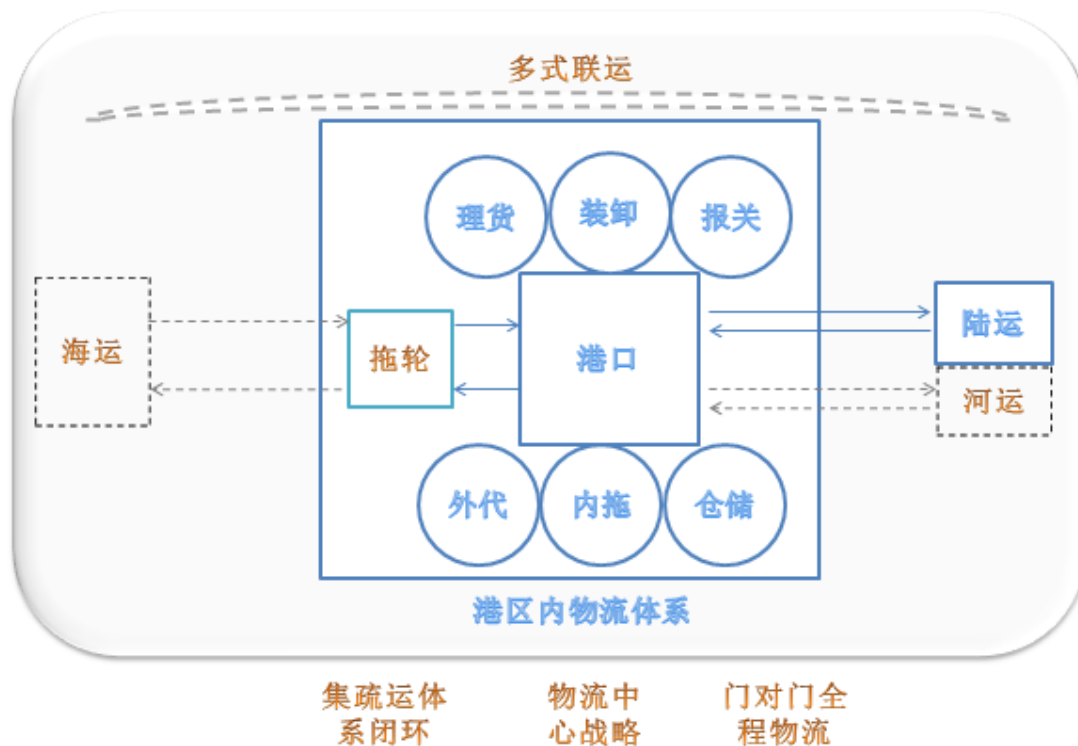 多式联运
理货 装卸 报关
海运
拖轮
港口
陆运
河运
外代 内拖 仓储
港区内物流体系
集疏运体
系闭环
物流中
心战略
门对门全
程物流